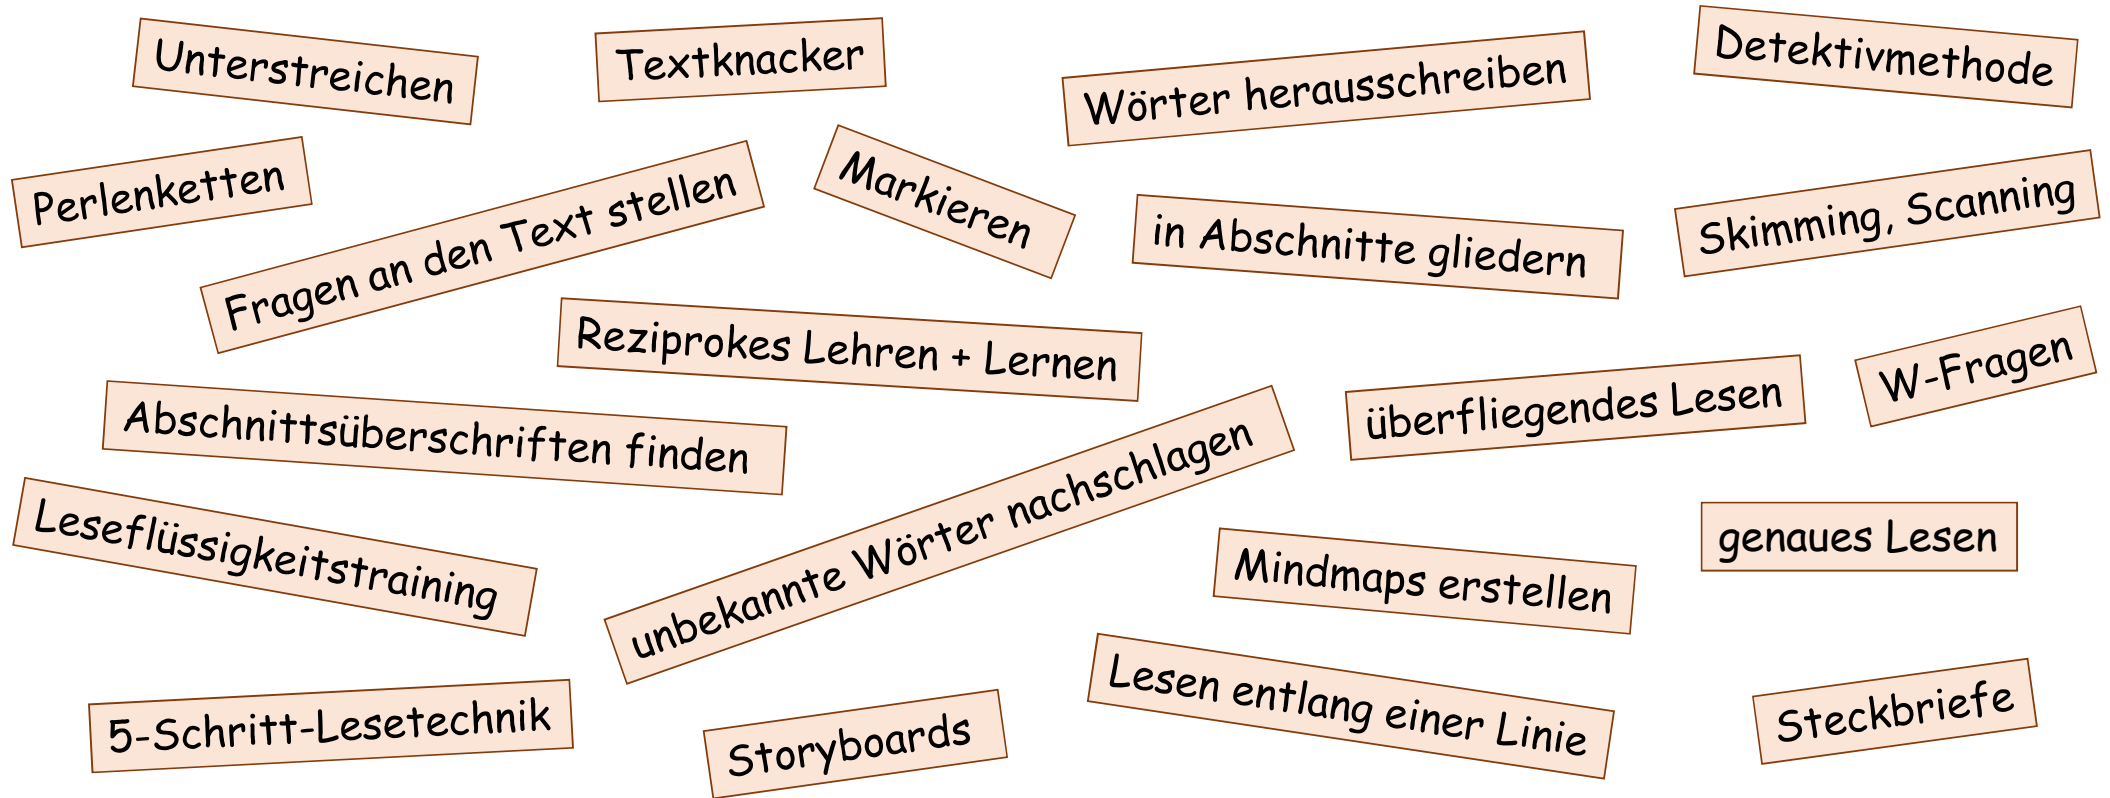 Unterstreichen
Textknacker
Wörter herausschreiben
Detektivmethode
Perlenketten
Fragen an den Text stellen
Markieren
in Abschnitte gliedern
Skimming, Scanning
Reziprokes Lehren + Lernen
W-Fragen
Abschnittsüberschriften finden
überfliegendes Lesen
Leseflüssigkeitstraining
unbekannte Wörter nachschlagen
Mindmaps erstellen
genaues Lesen
5-Schritt-Lesetechnik
Storyboards
Lesen entlang einer Linie
Steckbriefe